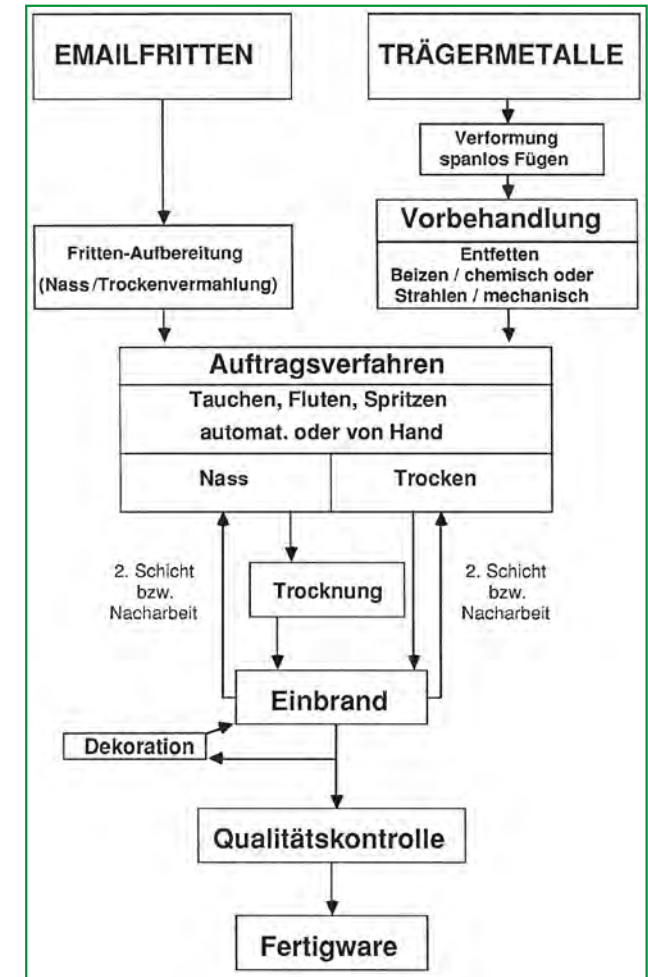 EMAILFRITTEN
TRÄGERMETALLE
Verformung
spanlos Fügen
Vorbehandlung
Entfetten
Beizen / chemisch oder
Strahlen / mechanisch
Fritten-Aufbereitung
(Nass/Trockenvermahlung)
Auftragsverfahren
Tauchen, Fluten, Spritzen
automat. oder von Hand
Nass
Trocken
2. Schicht
bzw.
Nacharbeit
Trocknung
2. Schicht
bzw.
Nacharbeit
Einbrand
Dekoration
Qualitätskontrolle
Fertigware